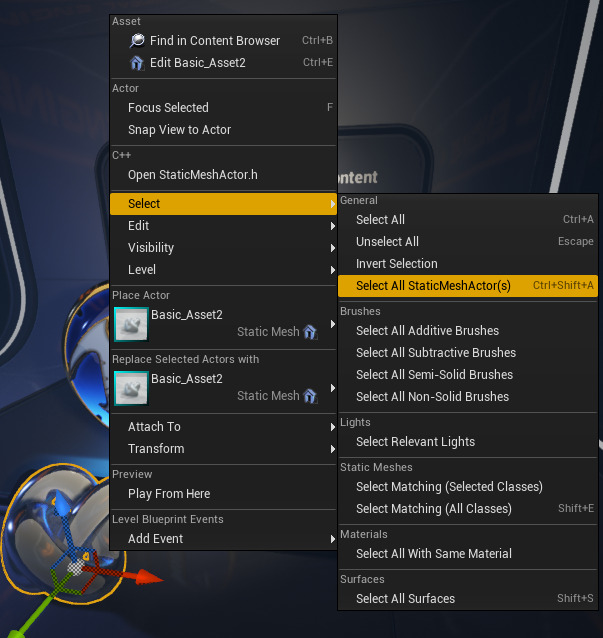 Asset
Find in Content Browser Ctrl+B
Edit Basic_Asset2 Ctrl+E
Actor
Focus Selected F
Snap View to Actor
C++
Open StaticMeshActor.h
Select
Edit
Visibility
Level
Place Actor
Basic_Asset2
Static Mesh
Replace Selected Actors with
Basic_Asset2
Static Mesh
Attach To
Transform
Preview
Play From Here
Level Blueprint Events
Add Event
ontent
General
Select All Ctrl+A
Unselect All Escape
Invert Selection
Select All StaticMeshActor(s) Ctrl+Shift+A
Brushes
Select All Additive Brushes
Select All Subtractive Brushes
Select All Semi-Solid Brushes
Select All Non-Solid Brushes
Lights
Select Relevant Lights
Static Meshes
Select Matching (Selected Classes)
Select Matching (All Classes) Shift+E
Materials
Select All With Same Material
Surfaces
Select All Surfaces Shift+S